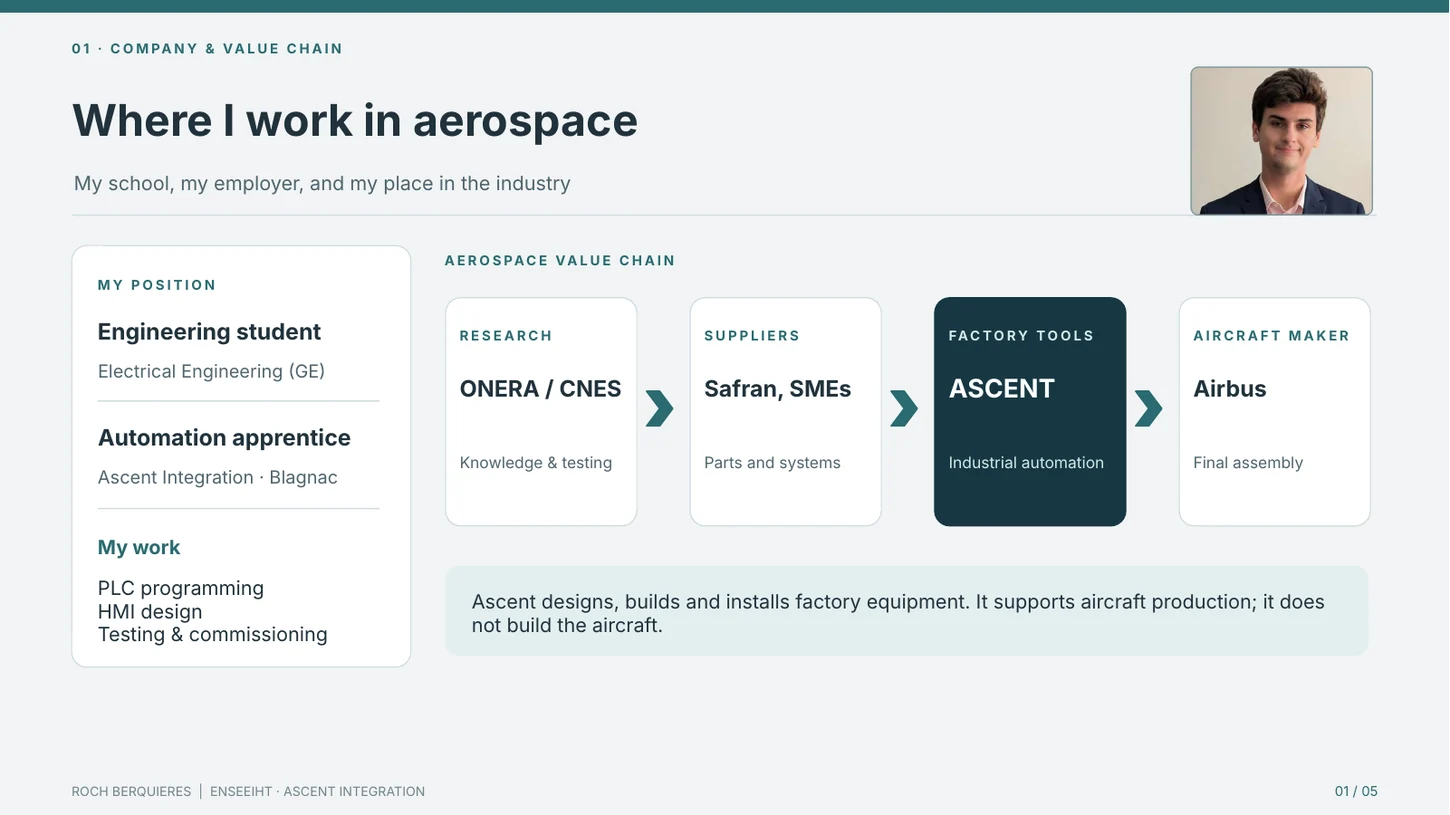 01 · COMPANY & VALUE CHAIN
Where I work in aerospace
My school, my employer, and my place in the industry
MY POSITION
Engineering student
Electrical Engineering (GE)
Automation apprentice
Ascent Integration · Blagnac
My work
PLC programming
HMI design
Testing & commissioning
AEROSPACE VALUE CHAIN
RESEARCH
ONERA / CNES
Knowledge & testing
SUPPLIERS
Safran, SMEs
Parts and systems
FACTORY TOOLS
ASCENT
Industrial automation
AIRCRAFT MAKER
Airbus
Final assembly
Ascent designs, builds and installs factory equipment. It supports aircraft production; it does
not build the aircraft.
ROCH BERQUIERES | ENSEEIHT · ASCENT INTEGRATION
01 / 05